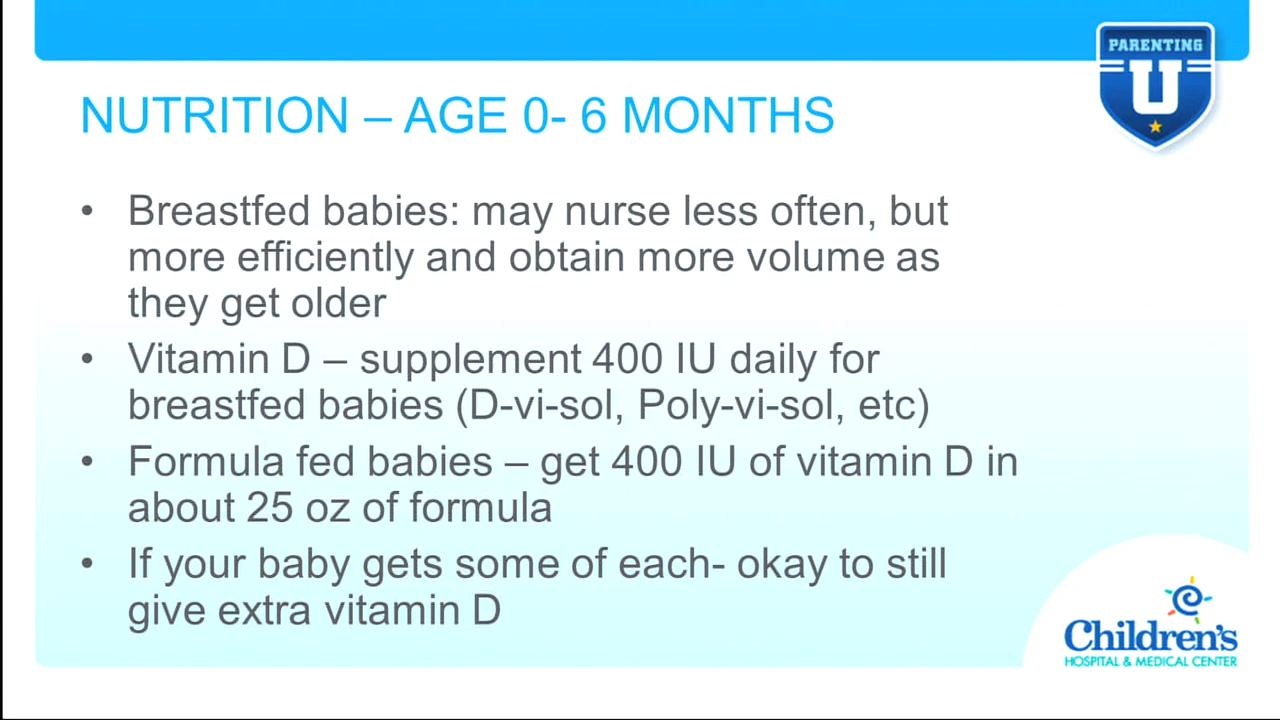 PARENTING
U
NUTRITION – AGE 0- 6 MONTHS
• Breastfed babies: may nurse less often, but
more efficiently and obtain more volume as
they get older
• Vitamin D – supplement 400 IU daily for
breastfed babies (D-vi-sol, Poly-vi-sol, etc)
• Formula fed babies – get 400 IU of vitamin D in
about 25 oz of formula
• If your baby gets some of each- okay to still
give extra vitamin D
Children's
HOSPITAL & MEDICAL CENTER